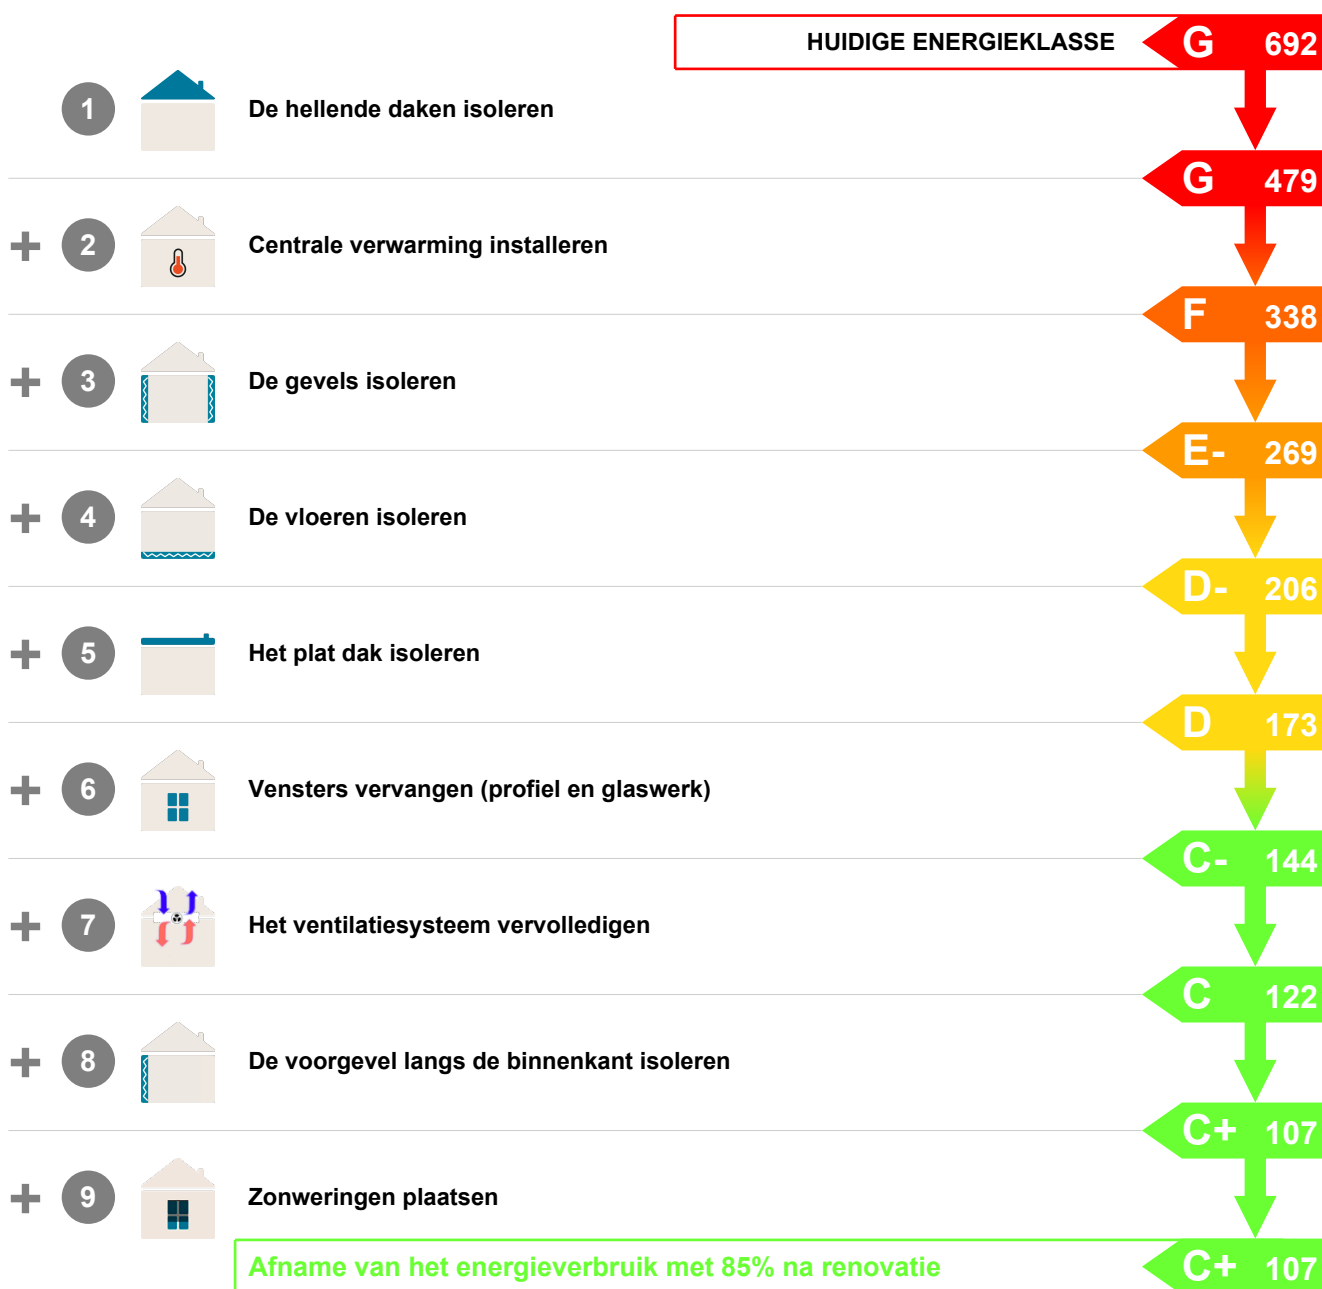 HUIDIGE ENERGIEKLASSE G 692
1 De hellende daken isoleren
G 479
+ 2 Centrale verwarming installeren
F 338
+ 3 De gevels isoleren
E- 269
+ 4 De vloeren isoleren
D- 206
+ 5 Het plat dak isoleren
D 173
+ 6 Vensters vervangen (profiel en glaswerk)
C- 144
+ 7 Het ventilatiesysteem vervolledigen
C 122
+ 8 De voorgevel langs de binnenkant isoleren
C+ 107
+ 9 Zonweringen plaatsen
Afname van het energieverbruik met 85% na renovatie C+ 107